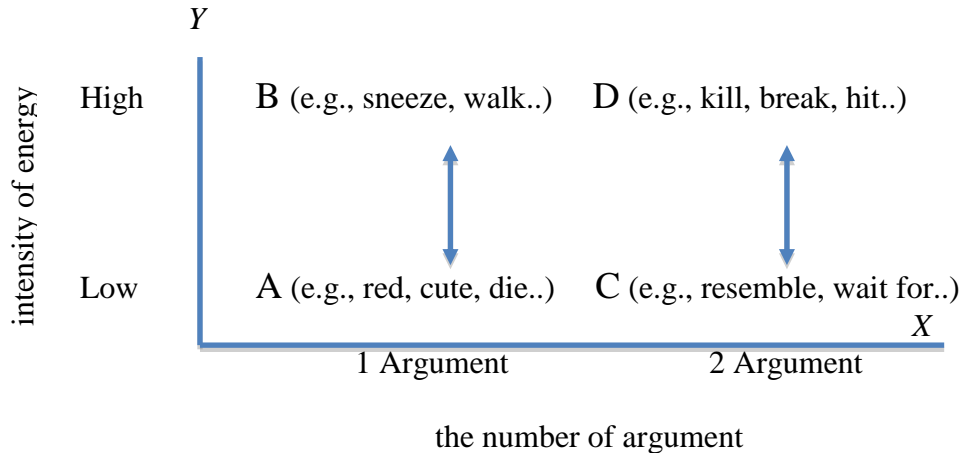 Y
intensity of energy
High B (e.g., sneeze, walk..) D (e.g., kill, break, hit..)
Low A (e.g., red, cute, die..) C (e.g., resemble, wait for..)
X
1 Argument 2 Argument
the number of argument